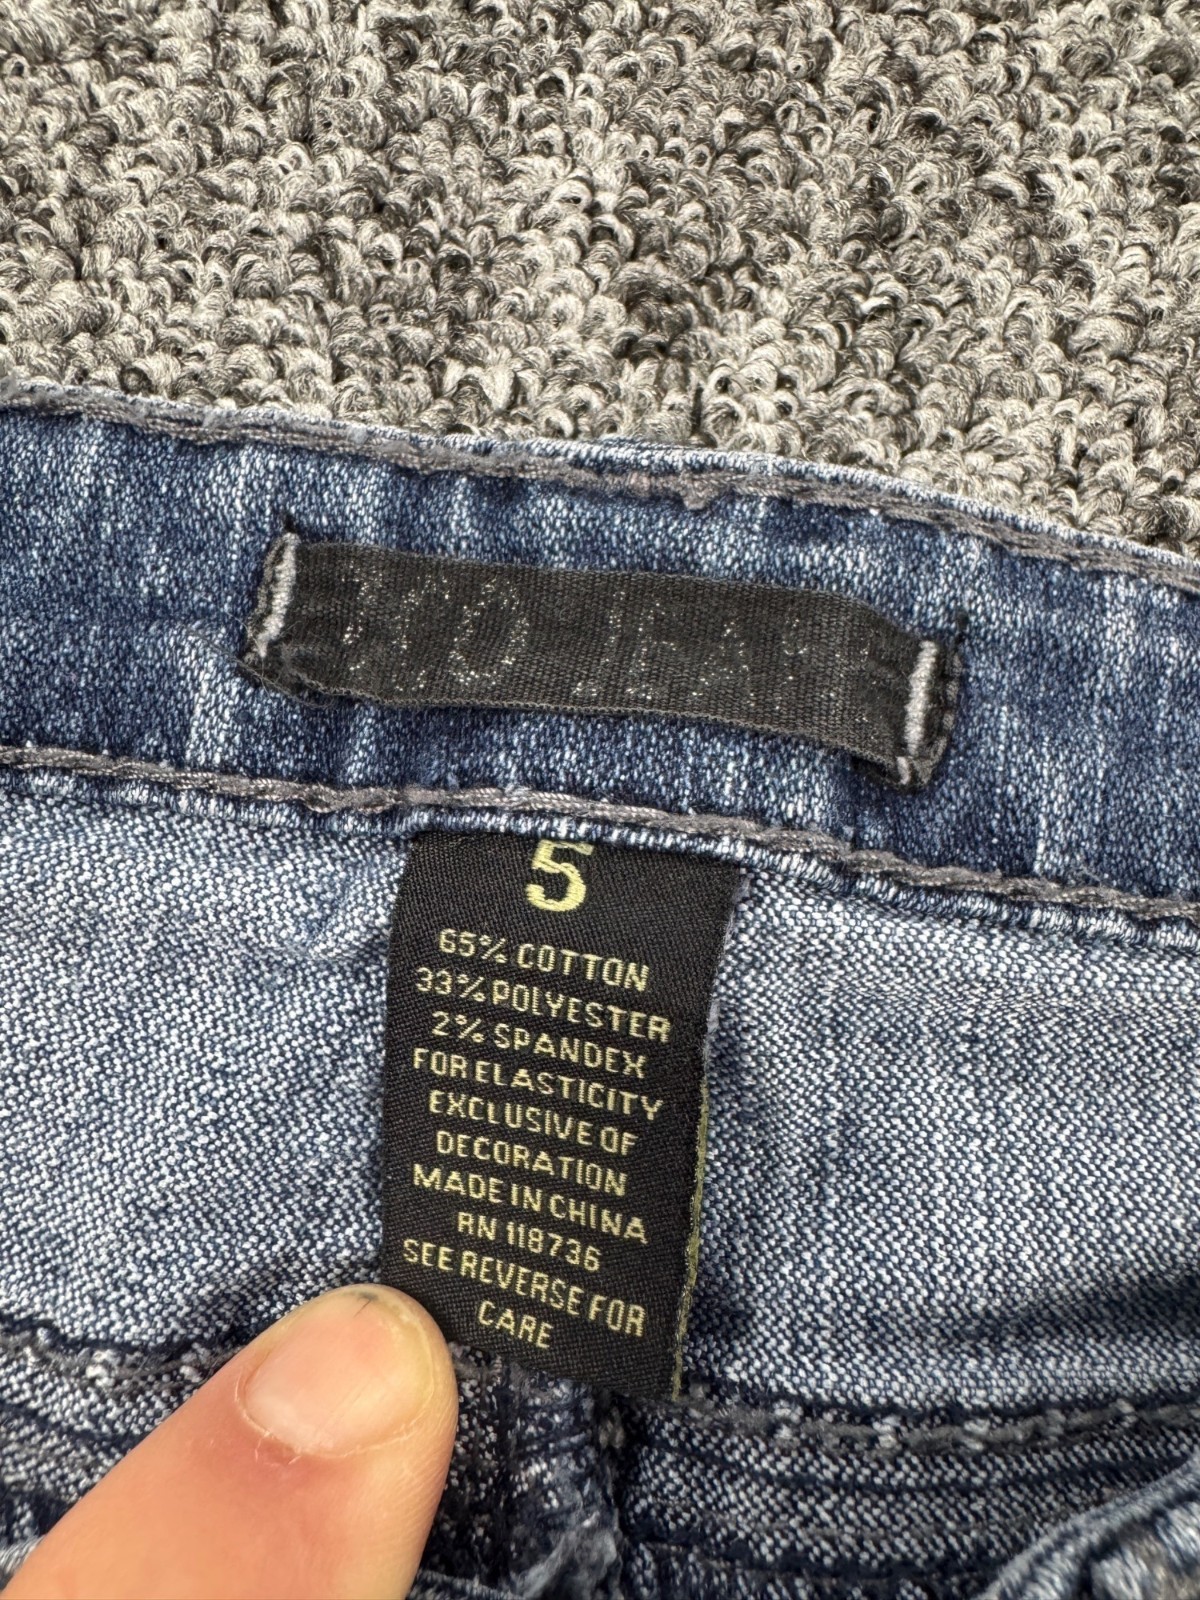 5
65% COTTON
33% POLYESTER
2% SPANDEX
FOR ELASTICITY
EXCLUSIVE OF
DECORATION
MADE IN CHINA
RN 118736
SEE REVERSE FOR
CARE